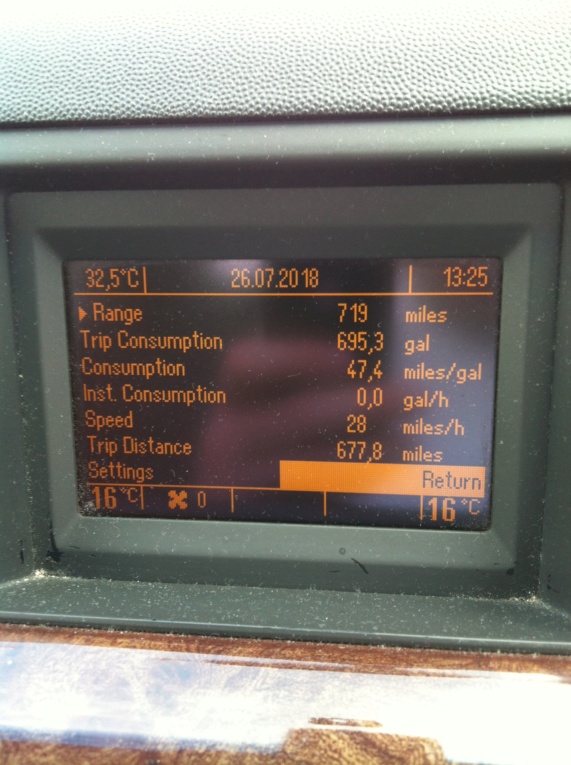 32,5°C 26.07.2018 13:25
Range 719 miles
Trip Consumption 695,3 gal
Consumption 47,4 miles/gal
Inst. Consumption 0,0 gal/h
Speed 28 miles/h
Trip Distance 677,8 miles
Settings Return
16°C 0 16°C